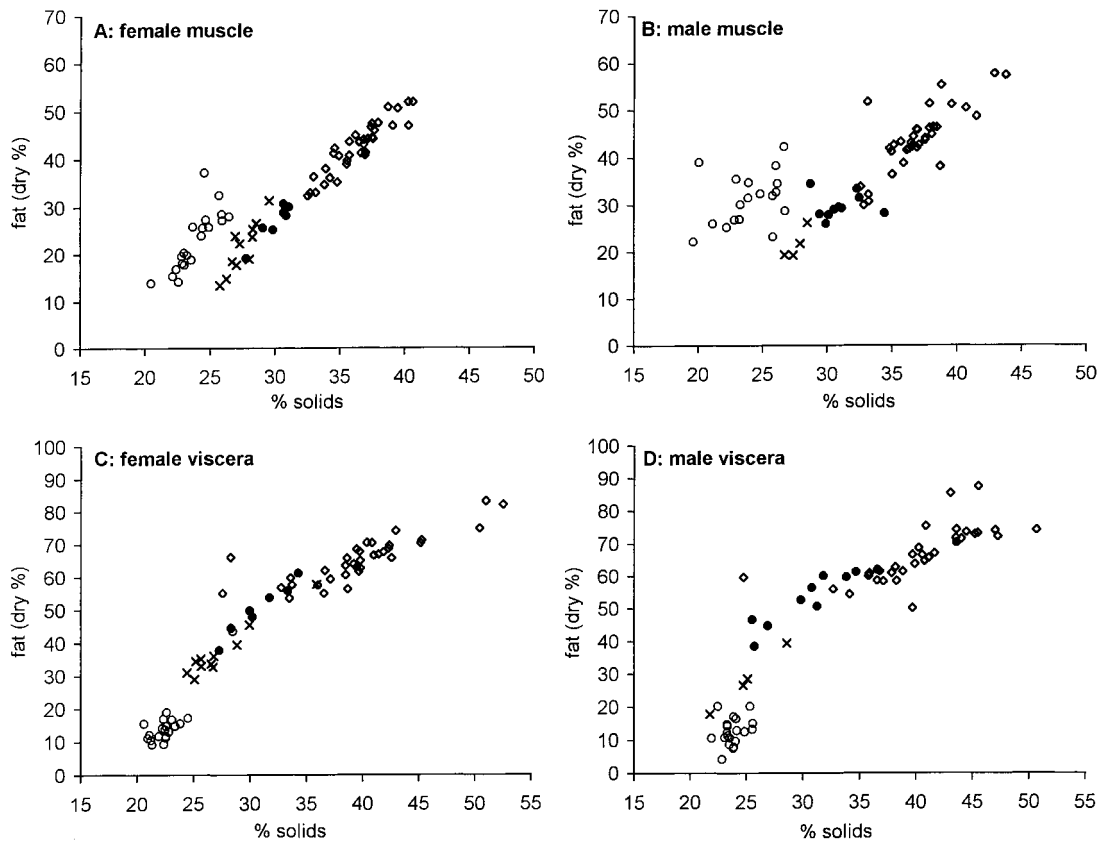 A: female muscle
70
60
50
40
30
20
10
0
fat (dry %)
15 20 25 30 35 40 45 50
% solids
B: male muscle
70
60
50
40
30
20
10
0
fat (dry %)
15 20 25 30 35 40 45 50
% solids
C: female viscera
100
90
80
70
60
50
40
30
20
10
0
fat (dry %)
15 20 25 30 35 40 45 50 55
% solids
D: male viscera
100
90
80
70
60
50
40
30
20
10
0
fat (dry %)
15 20 25 30 35 40 45 50 55
% solids